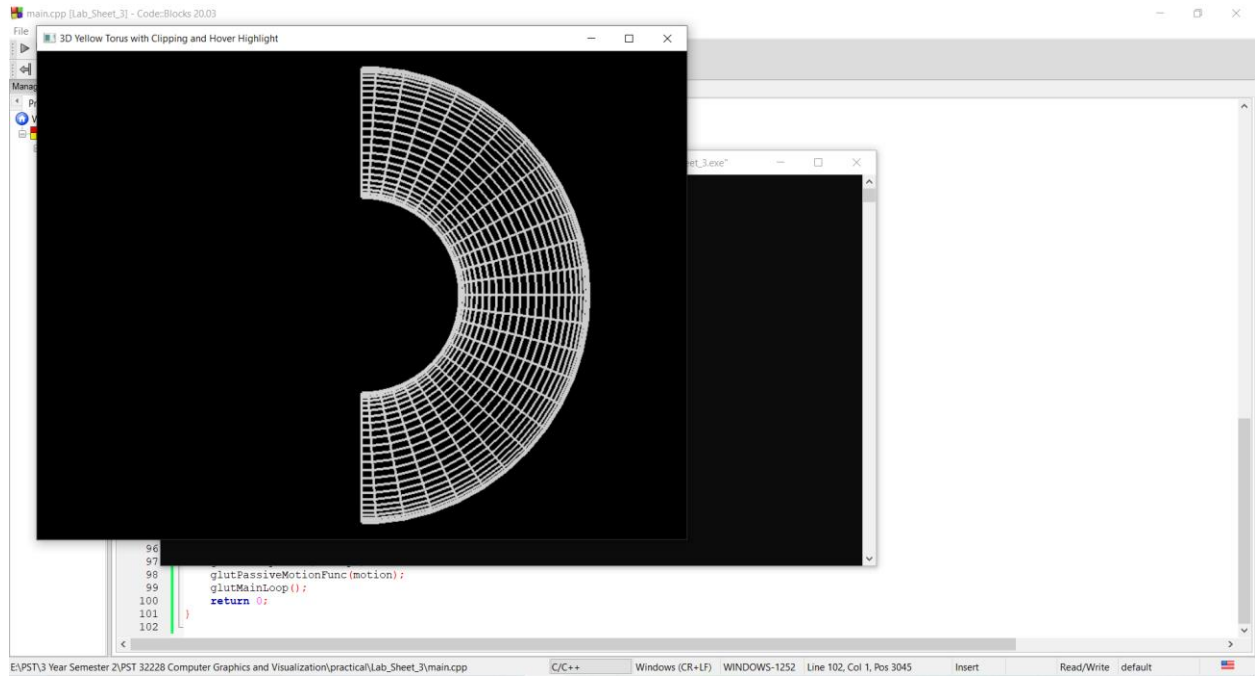 main.cpp [Lab_Sheet_3] - Code::Blocks 20.03
File
3D Yellow Torus with Clipping and Hover Highlight
Manag
Pr
et_3.exe"
96
97
98 glutPassiveMotionFunc(motion);
99 glutMainLoop();
100 return 0;
101 }
102
E:\PST\3 Year Semester 2\PST 32228 Computer Graphics and Visualization\practical\Lab_Sheet_3\main.cpp C/C++ Windows (CR+LF) WINDOWS-1252 Line 102, Col 1, Pos 3045 Insert Read/Write default